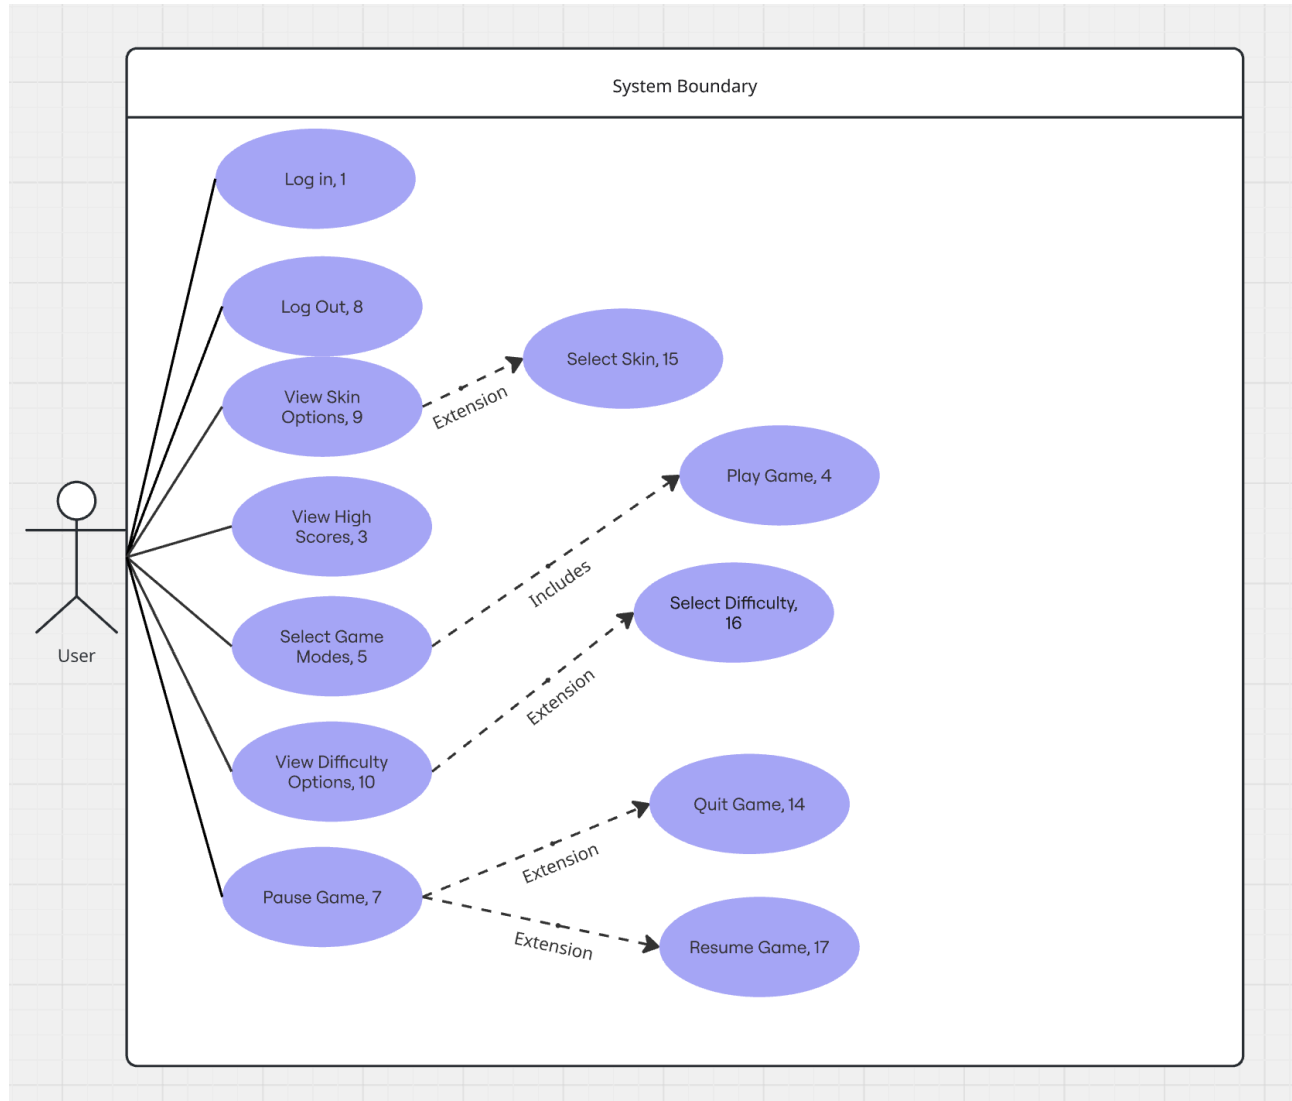 System Boundary
Log in, 1
Log Out, 8
View Skin
Options, 9
Extension
Select Skin, 15
View High
Scores, 3
Play Game, 4
Select Game
Modes, 5
Includes
Select Difficulty,
16
View Difficulty
Options, 10
Extension
Quit Game, 14
Pause Game, 7
Extension
Extension
Resume Game, 17
User